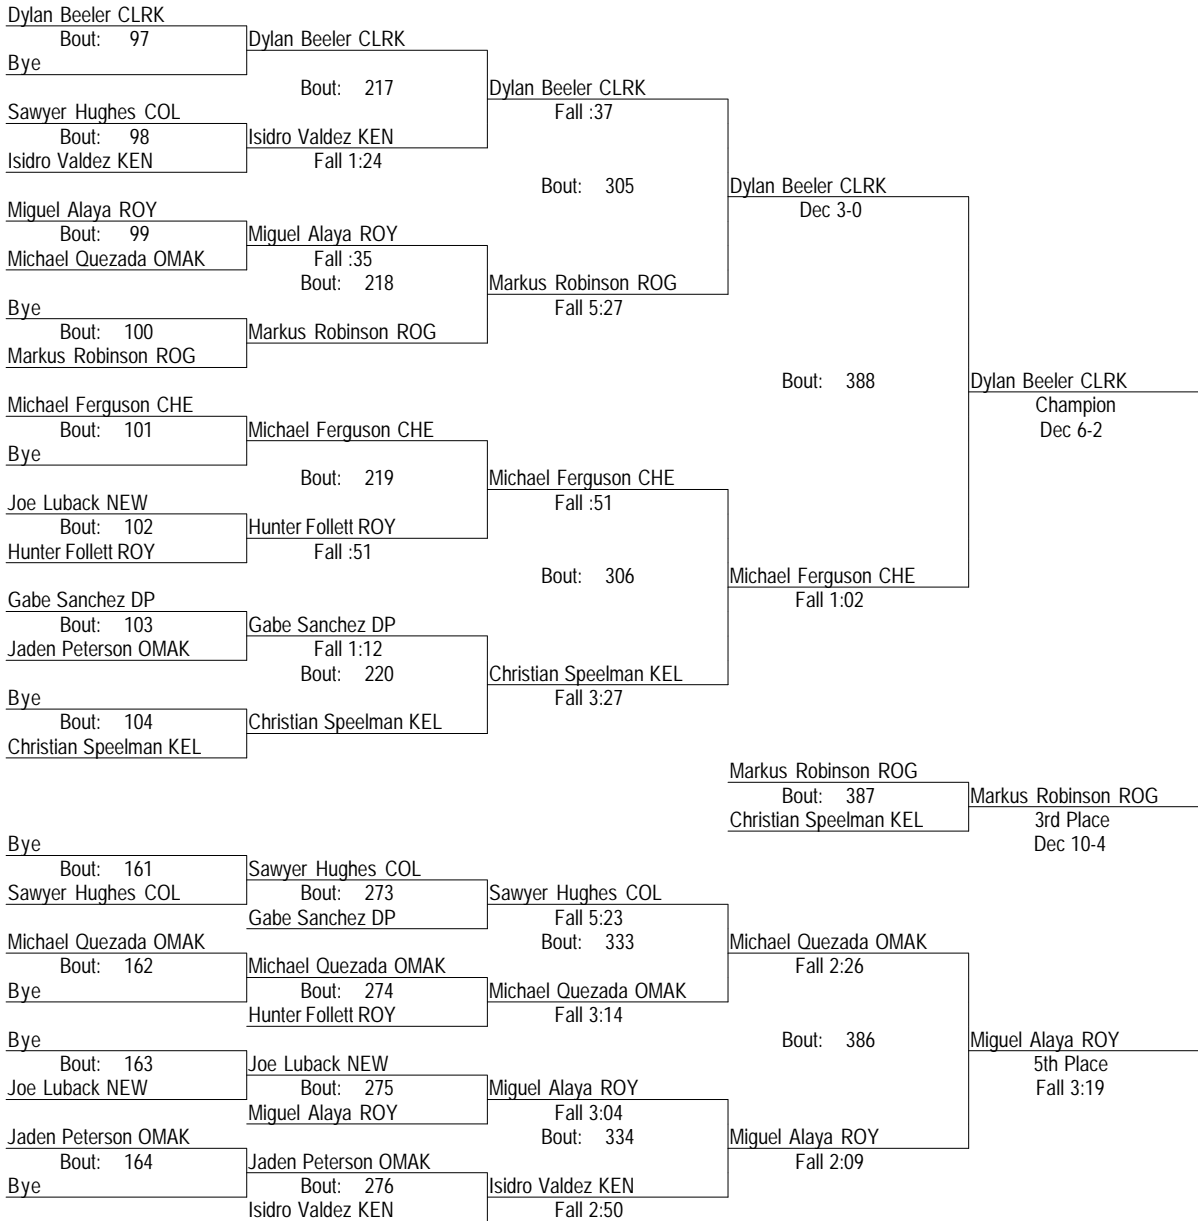 Dylan Beeler CLRK
Bout: 97
Bye
Dylan Beeler CLRK
Bout: 217
Sawyer Hughes COL
Bout: 98
Isidro Valdez KEN
Isidro Valdez KEN
Fall 1:24
Dylan Beeler CLRK
Fall :37
Bout: 305
Miguel Alaya ROY
Bout: 99
Michael Quezada OMAK
Miguel Alaya ROY
Fall :35
Bout: 218
Bye
Bout: 100
Markus Robinson ROG
Markus Robinson ROG
Markus Robinson ROG
Fall 5:27
Dylan Beeler CLRK
Dec 3-0
Bout: 388
Michael Ferguson CHE
Bout: 101
Bye
Michael Ferguson CHE
Bout: 219
Joe Luback NEW
Bout: 102
Hunter Follett ROY
Hunter Follett ROY
Fall :51
Michael Ferguson CHE
Fall :51
Bout: 306
Gabe Sanchez DP
Bout: 103
Jaden Peterson OMAK
Gabe Sanchez DP
Fall 1:12
Bout: 220
Bye
Bout: 104
Christian Speelman KEL
Christian Speelman KEL
Christian Speelman KEL
Fall 3:27
Michael Ferguson CHE
Fall 1:02
Dylan Beeler CLRK
Champion
Dec 6-2
Markus Robinson ROG
Bout: 387
Christian Speelman KEL
Markus Robinson ROG
3rd Place
Dec 10-4
Bye
Bout: 161
Sawyer Hughes COL
Sawyer Hughes COL
Bout: 273
Gabe Sanchez DP
Sawyer Hughes COL
Fall 5:23
Bout: 333
Michael Quezada OMAK
Bout: 162
Bye
Michael Quezada OMAK
Bout: 274
Hunter Follett ROY
Michael Quezada OMAK
Fall 3:14
Michael Quezada OMAK
Fall 2:26
Bout: 386
Bye
Bout: 163
Joe Luback NEW
Joe Luback NEW
Bout: 275
Miguel Alaya ROY
Miguel Alaya ROY
Fall 3:04
Bout: 334
Jaden Peterson OMAK
Bout: 164
Bye
Jaden Peterson OMAK
Bout: 276
Isidro Valdez KEN
Isidro Valdez KEN
Fall 2:50
Miguel Alaya ROY
Fall 2:09
Miguel Alaya ROY
5th Place
Fall 3:19